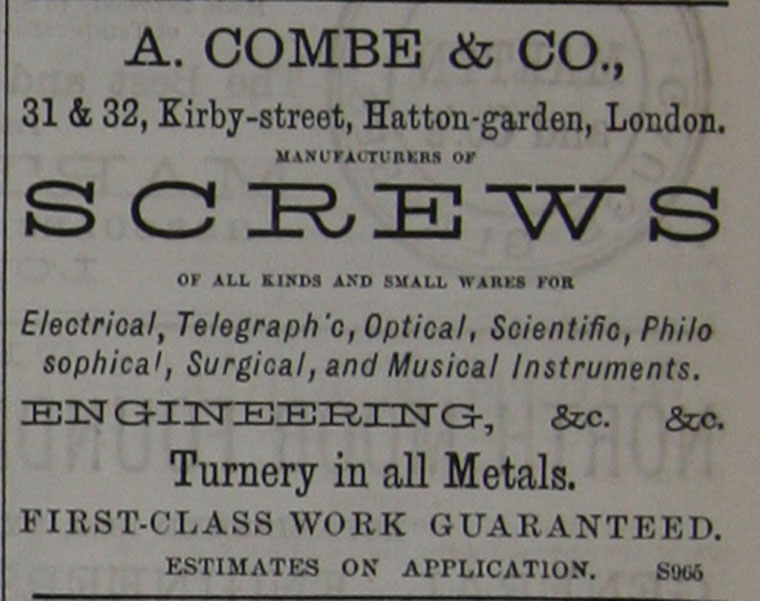 A. COMBE & CO.,
31 & 32, Kirby-street, Hatton-garden, London.
MANUFACTURERS OF
SCREWS
OF ALL KINDS AND SMALL WARES FOR
Electrical, Telegraph'c, Optical, Scientific, Philo
sophical, Surgical, and Musical Instruments.
ENGINEERING, &c. &c.
Turnery in all Metals.
FIRST-CLASS WORK GUARANTEED.
ESTIMATES ON APPLICATION. S965